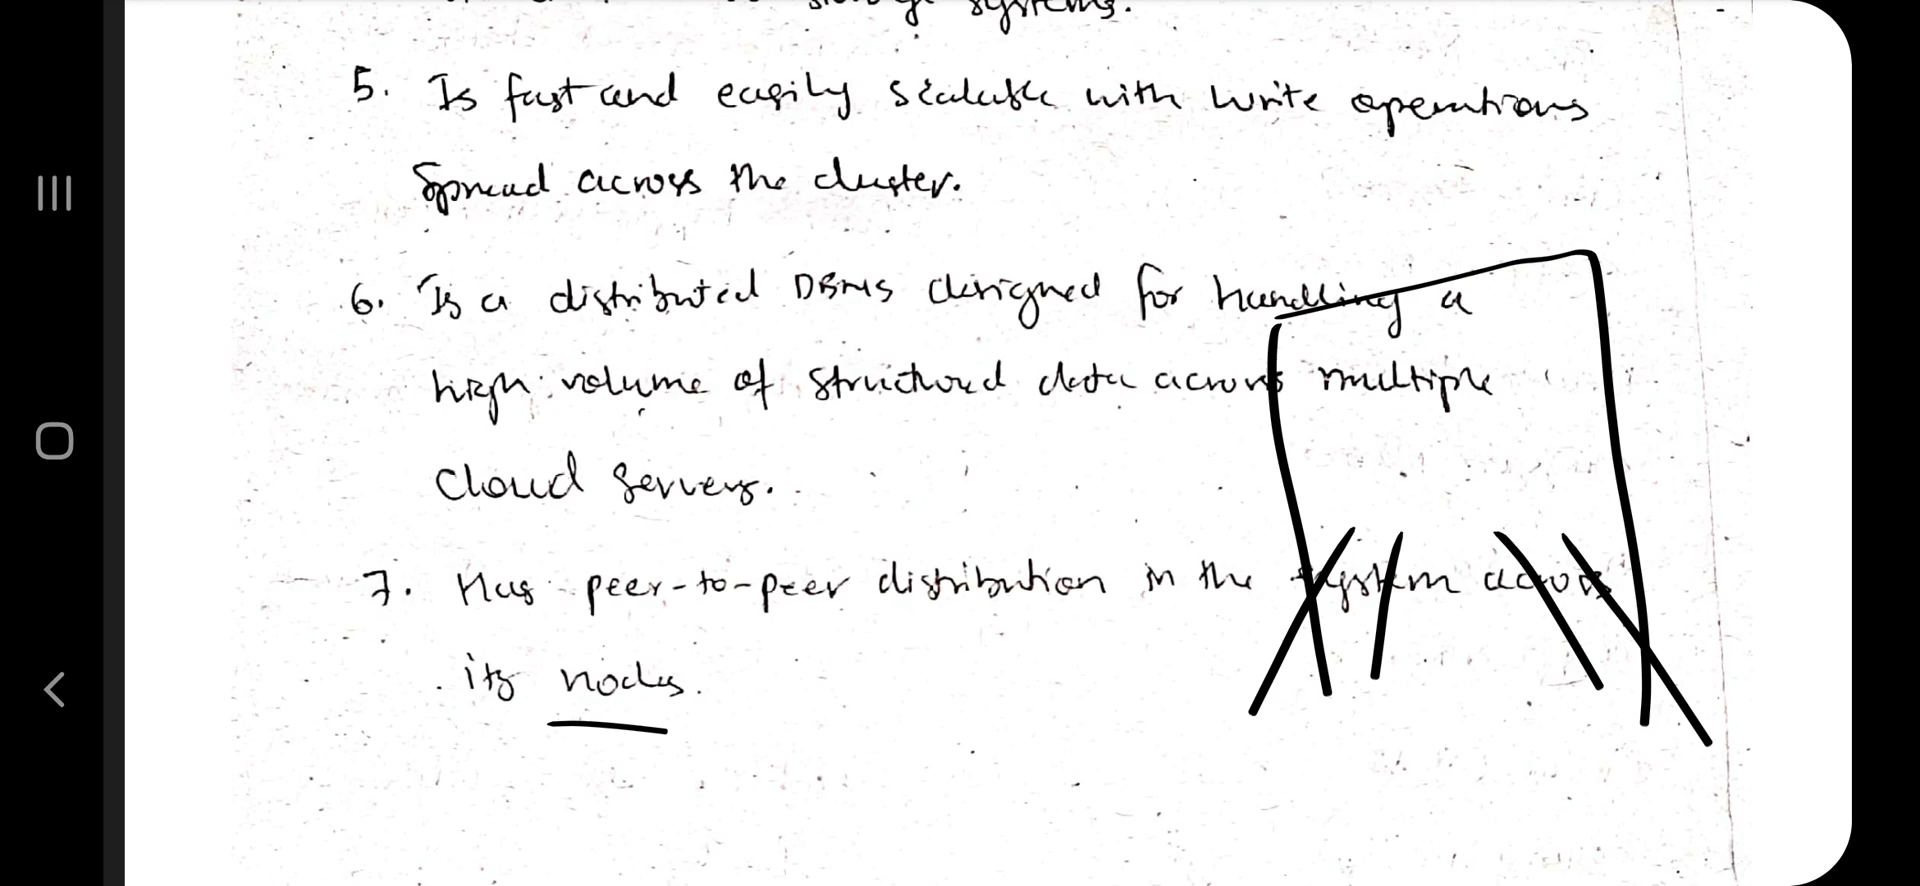 storage systems.
5. Is fast and easily scalable with write operations
spread across the cluster.
6. Is a distributed DBMS designed for handling a
high volume of structured data across multiple
cloud servers.
7. Has peer-to-peer distribution in the system across
its nodes.